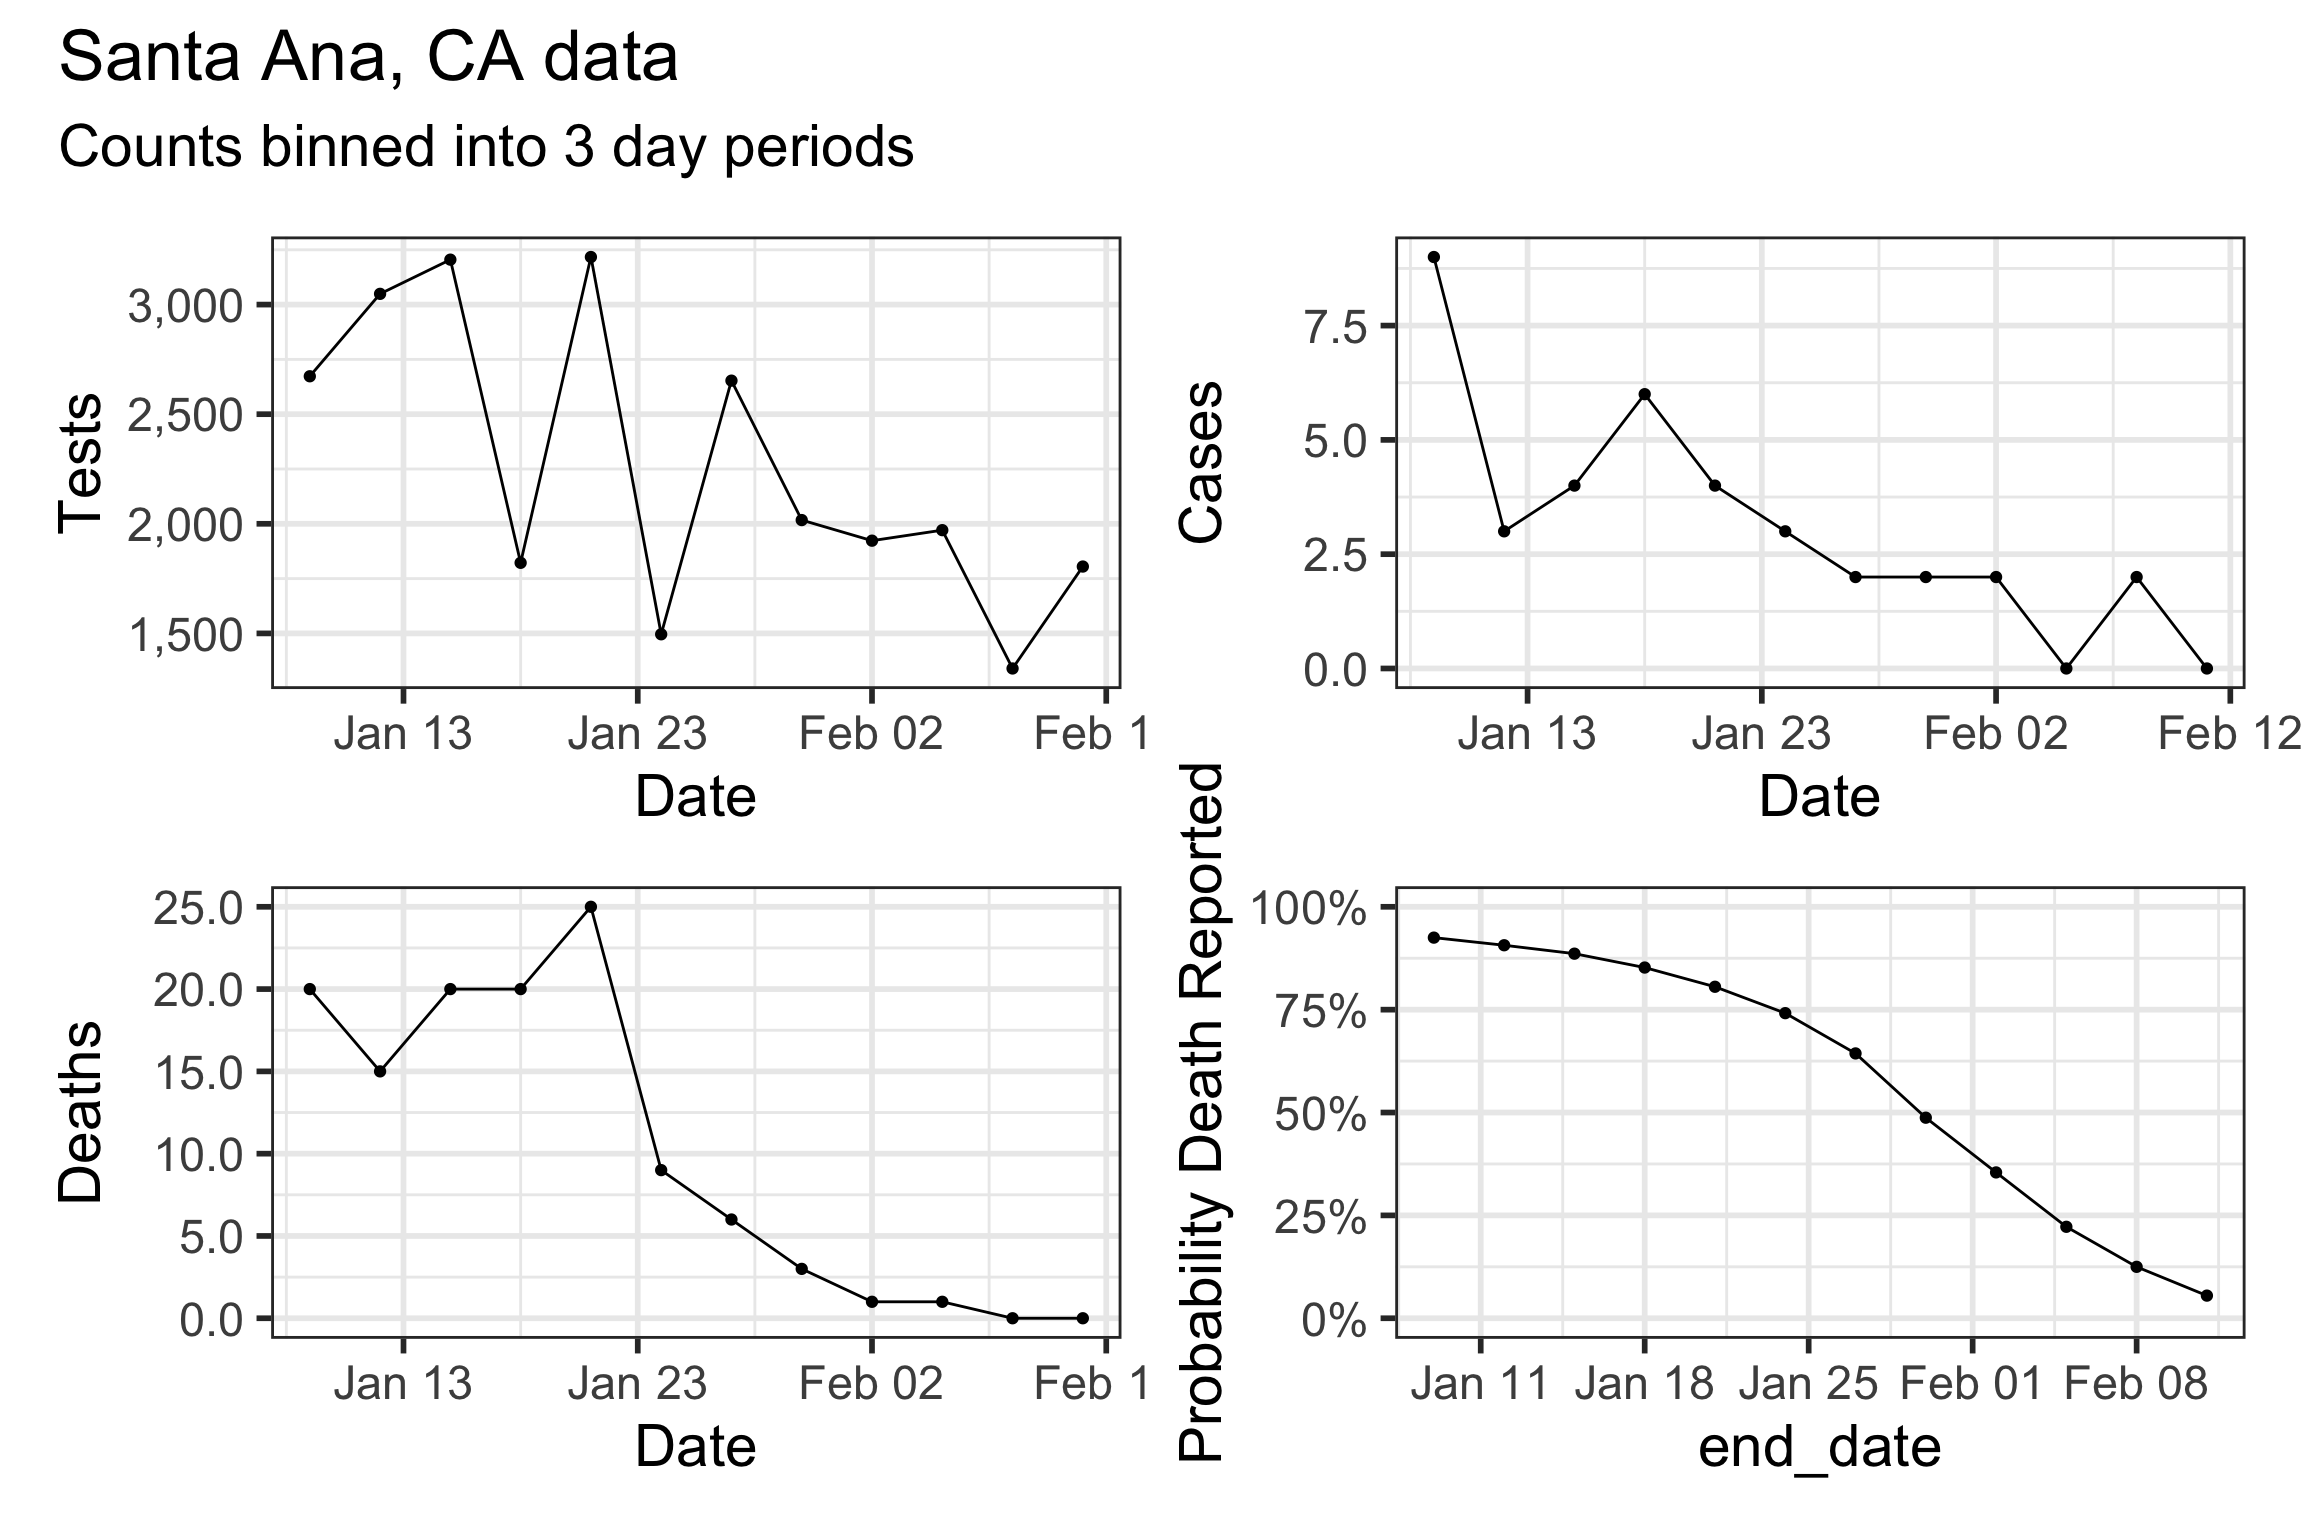 Santa Ana, CA data
Counts binned into 3 day periods
Tests
3,000
2,500
2,000
1,500
Jan 13 Jan 23 Feb 02 Feb 1
Date
Cases
7.5
5.0
2.5
0.0
Jan 13 Jan 23 Feb 02 Feb 12
Date
Deaths
25.0
20.0
15.0
10.0
5.0
0.0
Jan 13 Jan 23 Feb 02 Feb 1
Date
Probability Death Reported
100%
75%
50%
25%
0%
Jan 11 Jan 18 Jan 25 Feb 01 Feb 08
end_date